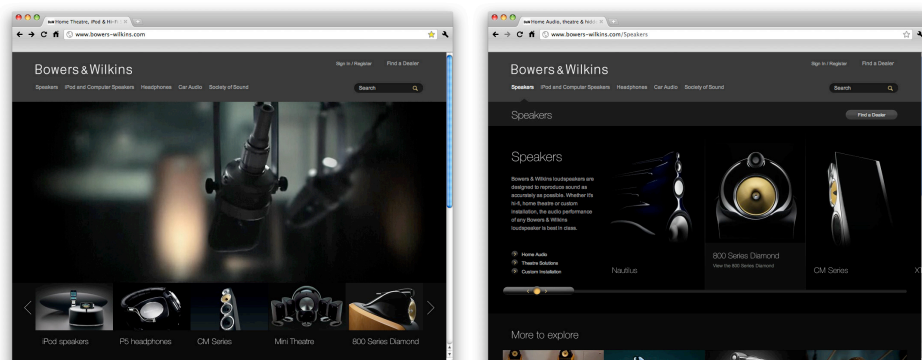 Home Theatre, iPod & Hi-Fi
www.bowers-wilkins.com
Bowers & Wilkins
Sign in / Register
Find a Dealer
Speakers
iPod and Computer Speakers
Headphones
Car Audio
Society of Sound
Search
iPod speakers
P5 headphones
CM Series
Mini Theatre
800 Series Diamond
Home Audio, theatre & hidd
www.bowers-wilkins.com/Speakers
Bowers & Wilkins
Sign in / Register
Find a Dealer
Speakers
iPod and Computer Speakers
Headphones
Car Audio
Society of Sound
Search
Speakers
Find a Dealer
Speakers
Bowers & Wilkins loudspeakers are
designed to reproduce sound as
accurately as possible. Whether it's
hi-fi, home theatre or custom
installation, the audio performance
of any Bowers & Wilkins
loudspeaker is best in class.
Home Audio
Theatre Solutions
Custom Installation
Nautilus
800 Series Diamond
View the 800 Series Diamond
CM Series
More to explore